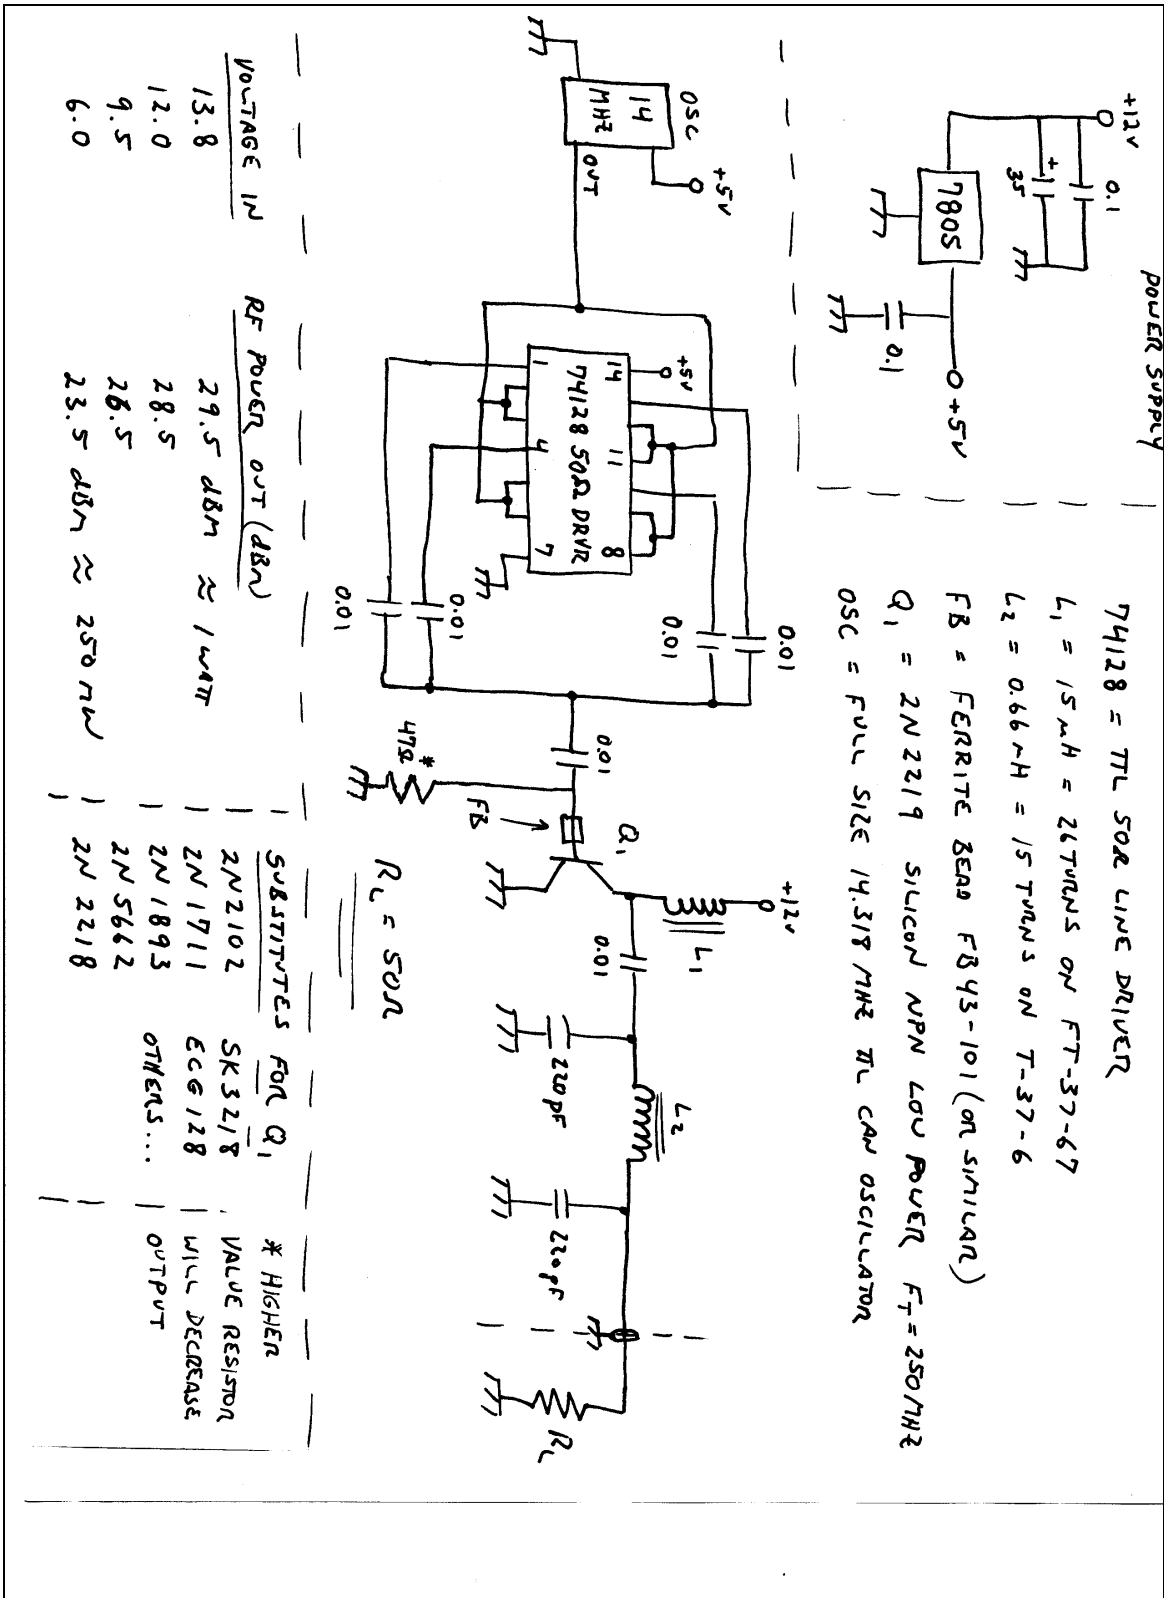 POWER SUPPLY
+12V
0.1
+
35
7805
0.1
+5V
74128 = TTL 50Ω LINE DRIVER
L1 = 15 μH = 26 TURNS ON FT-37-67
L2 = 0.66 μH = 15 TURNS ON T-37-6
FB = FERRITE BEAD FB43-101 (OR SIMILAR)
Q1 = 2N2219 SILICON NPN LOW POWER FT = 250 MHZ
OSC = FULL SIZE 14.318 MHZ TTL CAN OSCILLATOR
OSC
14
MHZ
OUT
+5V
+5V
14
11
8
74128 50Ω DRVR
1
4
7
0.01
0.01
0.01
0.01
0.01
47Ω
*
FB
Q1
+12V
L1
0.01
220pF
L2
220pF
RL
RL = 50Ω
VOLTAGE IN
RF POWER OUT (dBm)
13.8
29.5 dBm ≈ 1 WATT
12.0
28.5
9.5
26.5
6.0
23.5 dBm ≈ 250 mW
SUBSTITUTES FOR Q1
2N2102 SK3218
2N1711 ECG128
2N1893 OTHERS...
2N5662
2N2218
* HIGHER
VALUE RESISTOR
WILL DECREASE
OUTPUT